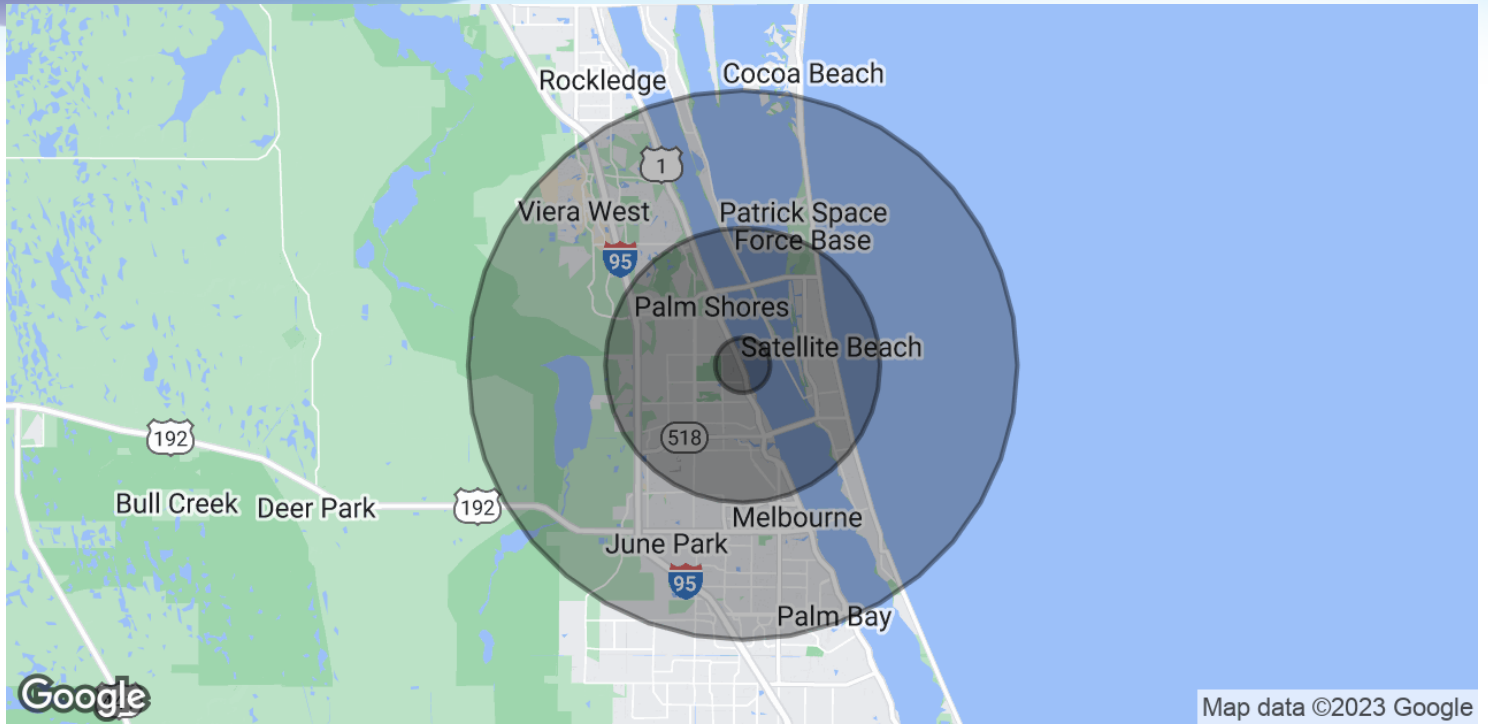 Rockledge
Cocoa Beach
1
Viera West
Patrick Space
Force Base
95
Palm Shores
Satellite Beach
518
192
192
Bull Creek
Deer Park
Melbourne
June Park
95
Palm Bay
Google
Map data ©2023 Google